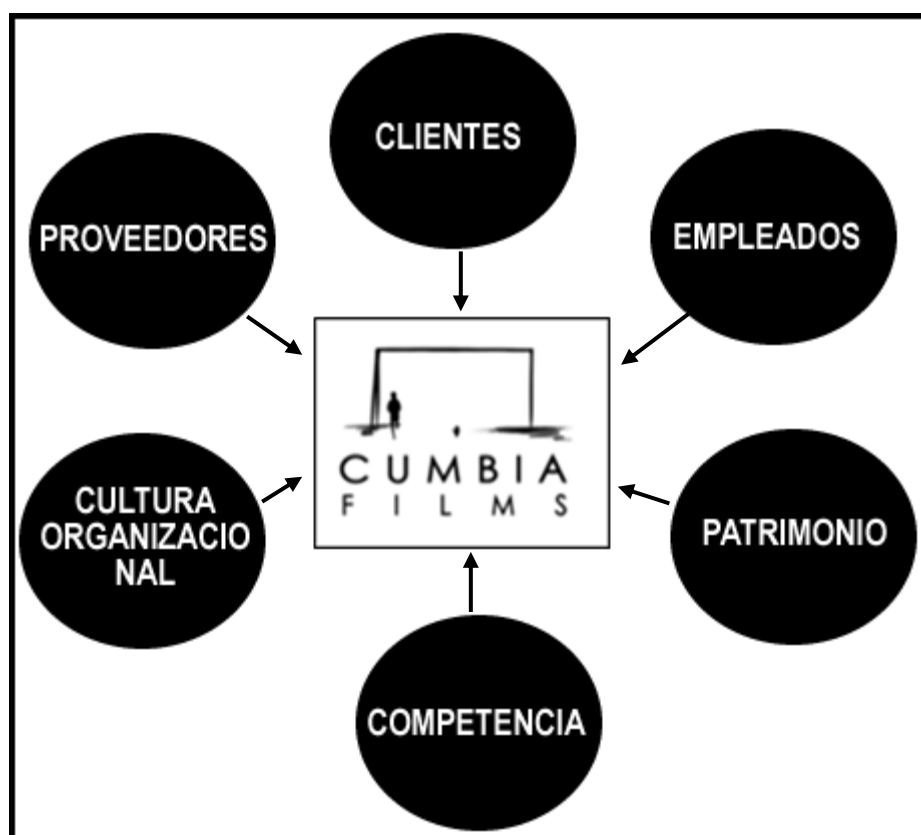 CLIENTES
PROVEEDORES
EMPLEADOS
CUMBIA
FILMS
CULTURA
ORGANIZACIO
NAL
PATRIMONIO
COMPETENCIA